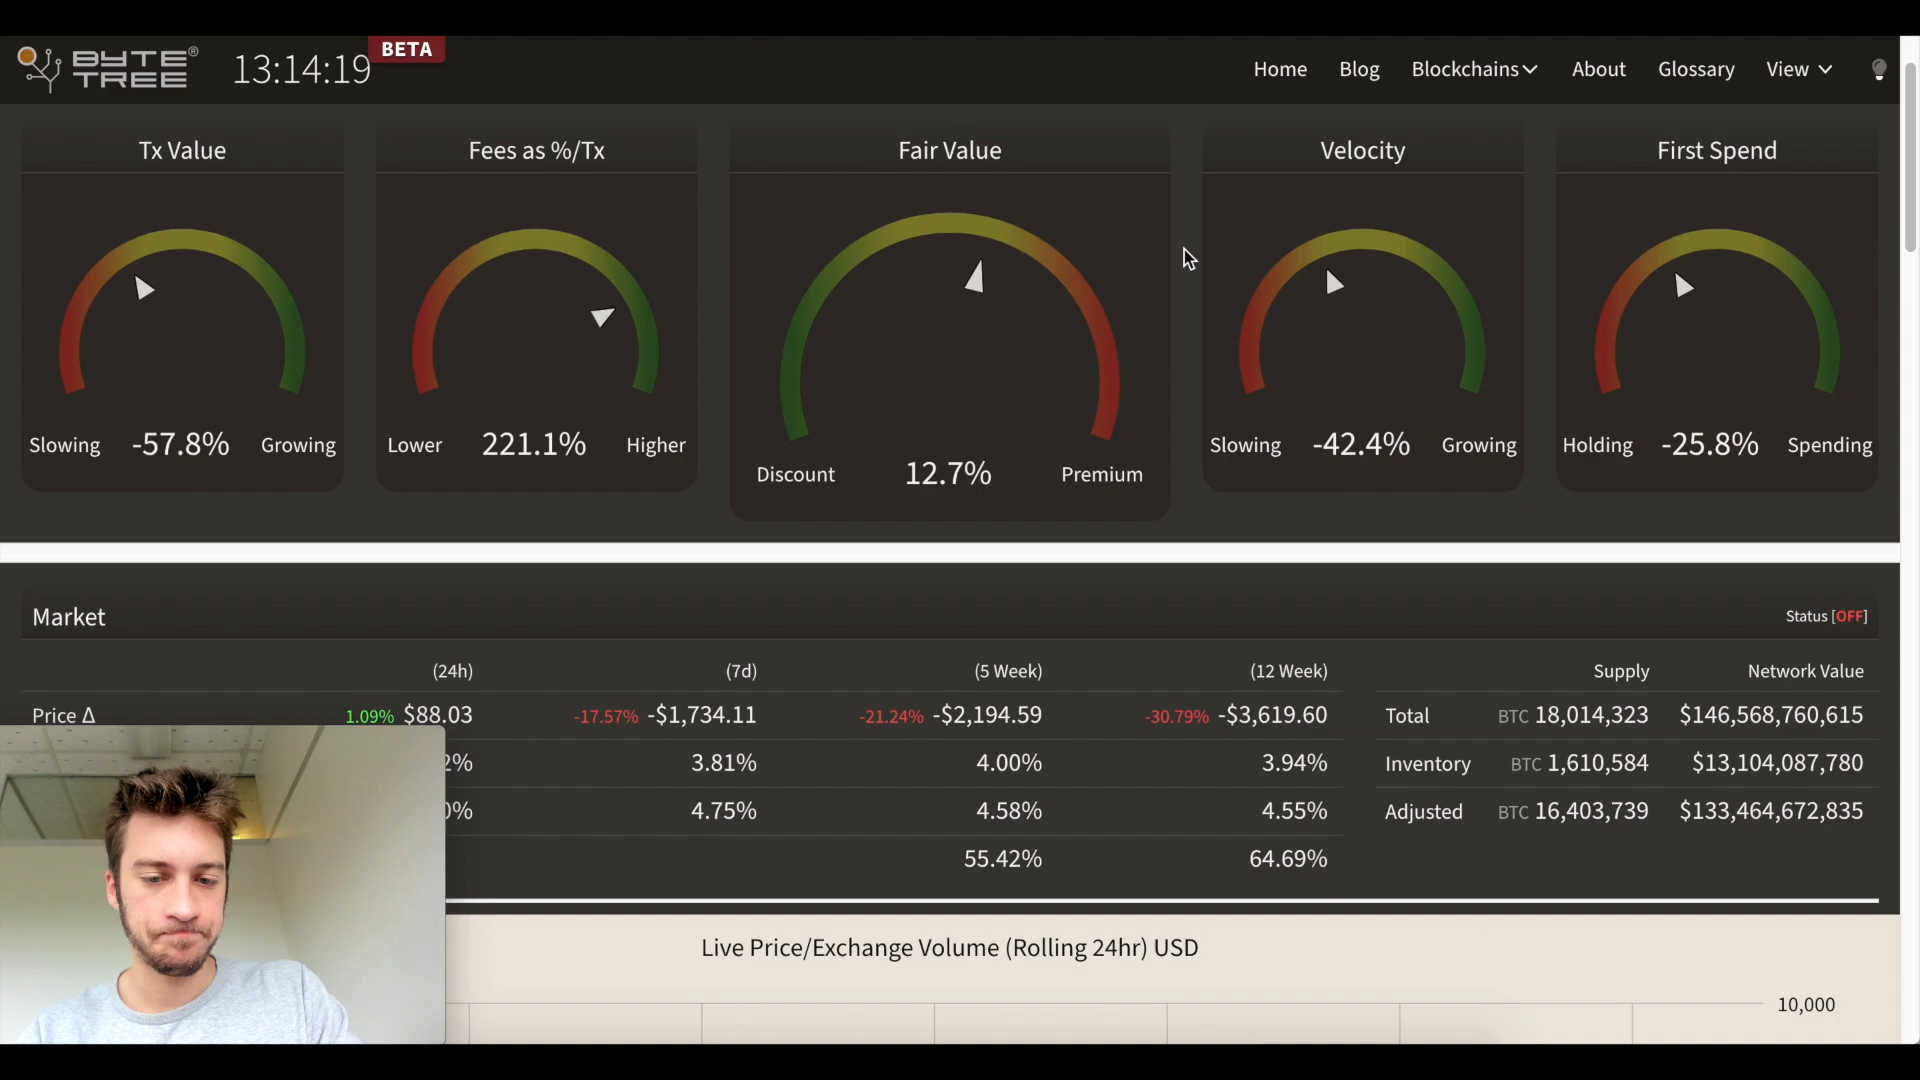 BYTE TREE®
13:14:19
BETA
Home Blog Blockchains About Glossary View
Tx Value
Slowing -57.8% Growing
Fees as %/Tx
Lower 221.1% Higher
Fair Value
Discount 12.7% Premium
Velocity
Slowing -42.4% Growing
First Spend
Holding -25.8% Spending
Market
Status [OFF]
(24h) (7d) (5 Week) (12 Week) Supply Network Value
Price Δ 1.09% $88.03 -17.57% -$1,734.11 -21.24% -$2,194.59 -30.79% -$3,619.60 Total BTC 18,014,323 $146,568,760,615
2% 3.81% 4.00% 3.94% Inventory BTC 1,610,584 $13,104,087,780
0% 4.75% 4.58% 4.55% Adjusted BTC 16,403,739 $133,464,672,835
55.42% 64.69%
Live Price/Exchange Volume (Rolling 24hr) USD
10,000